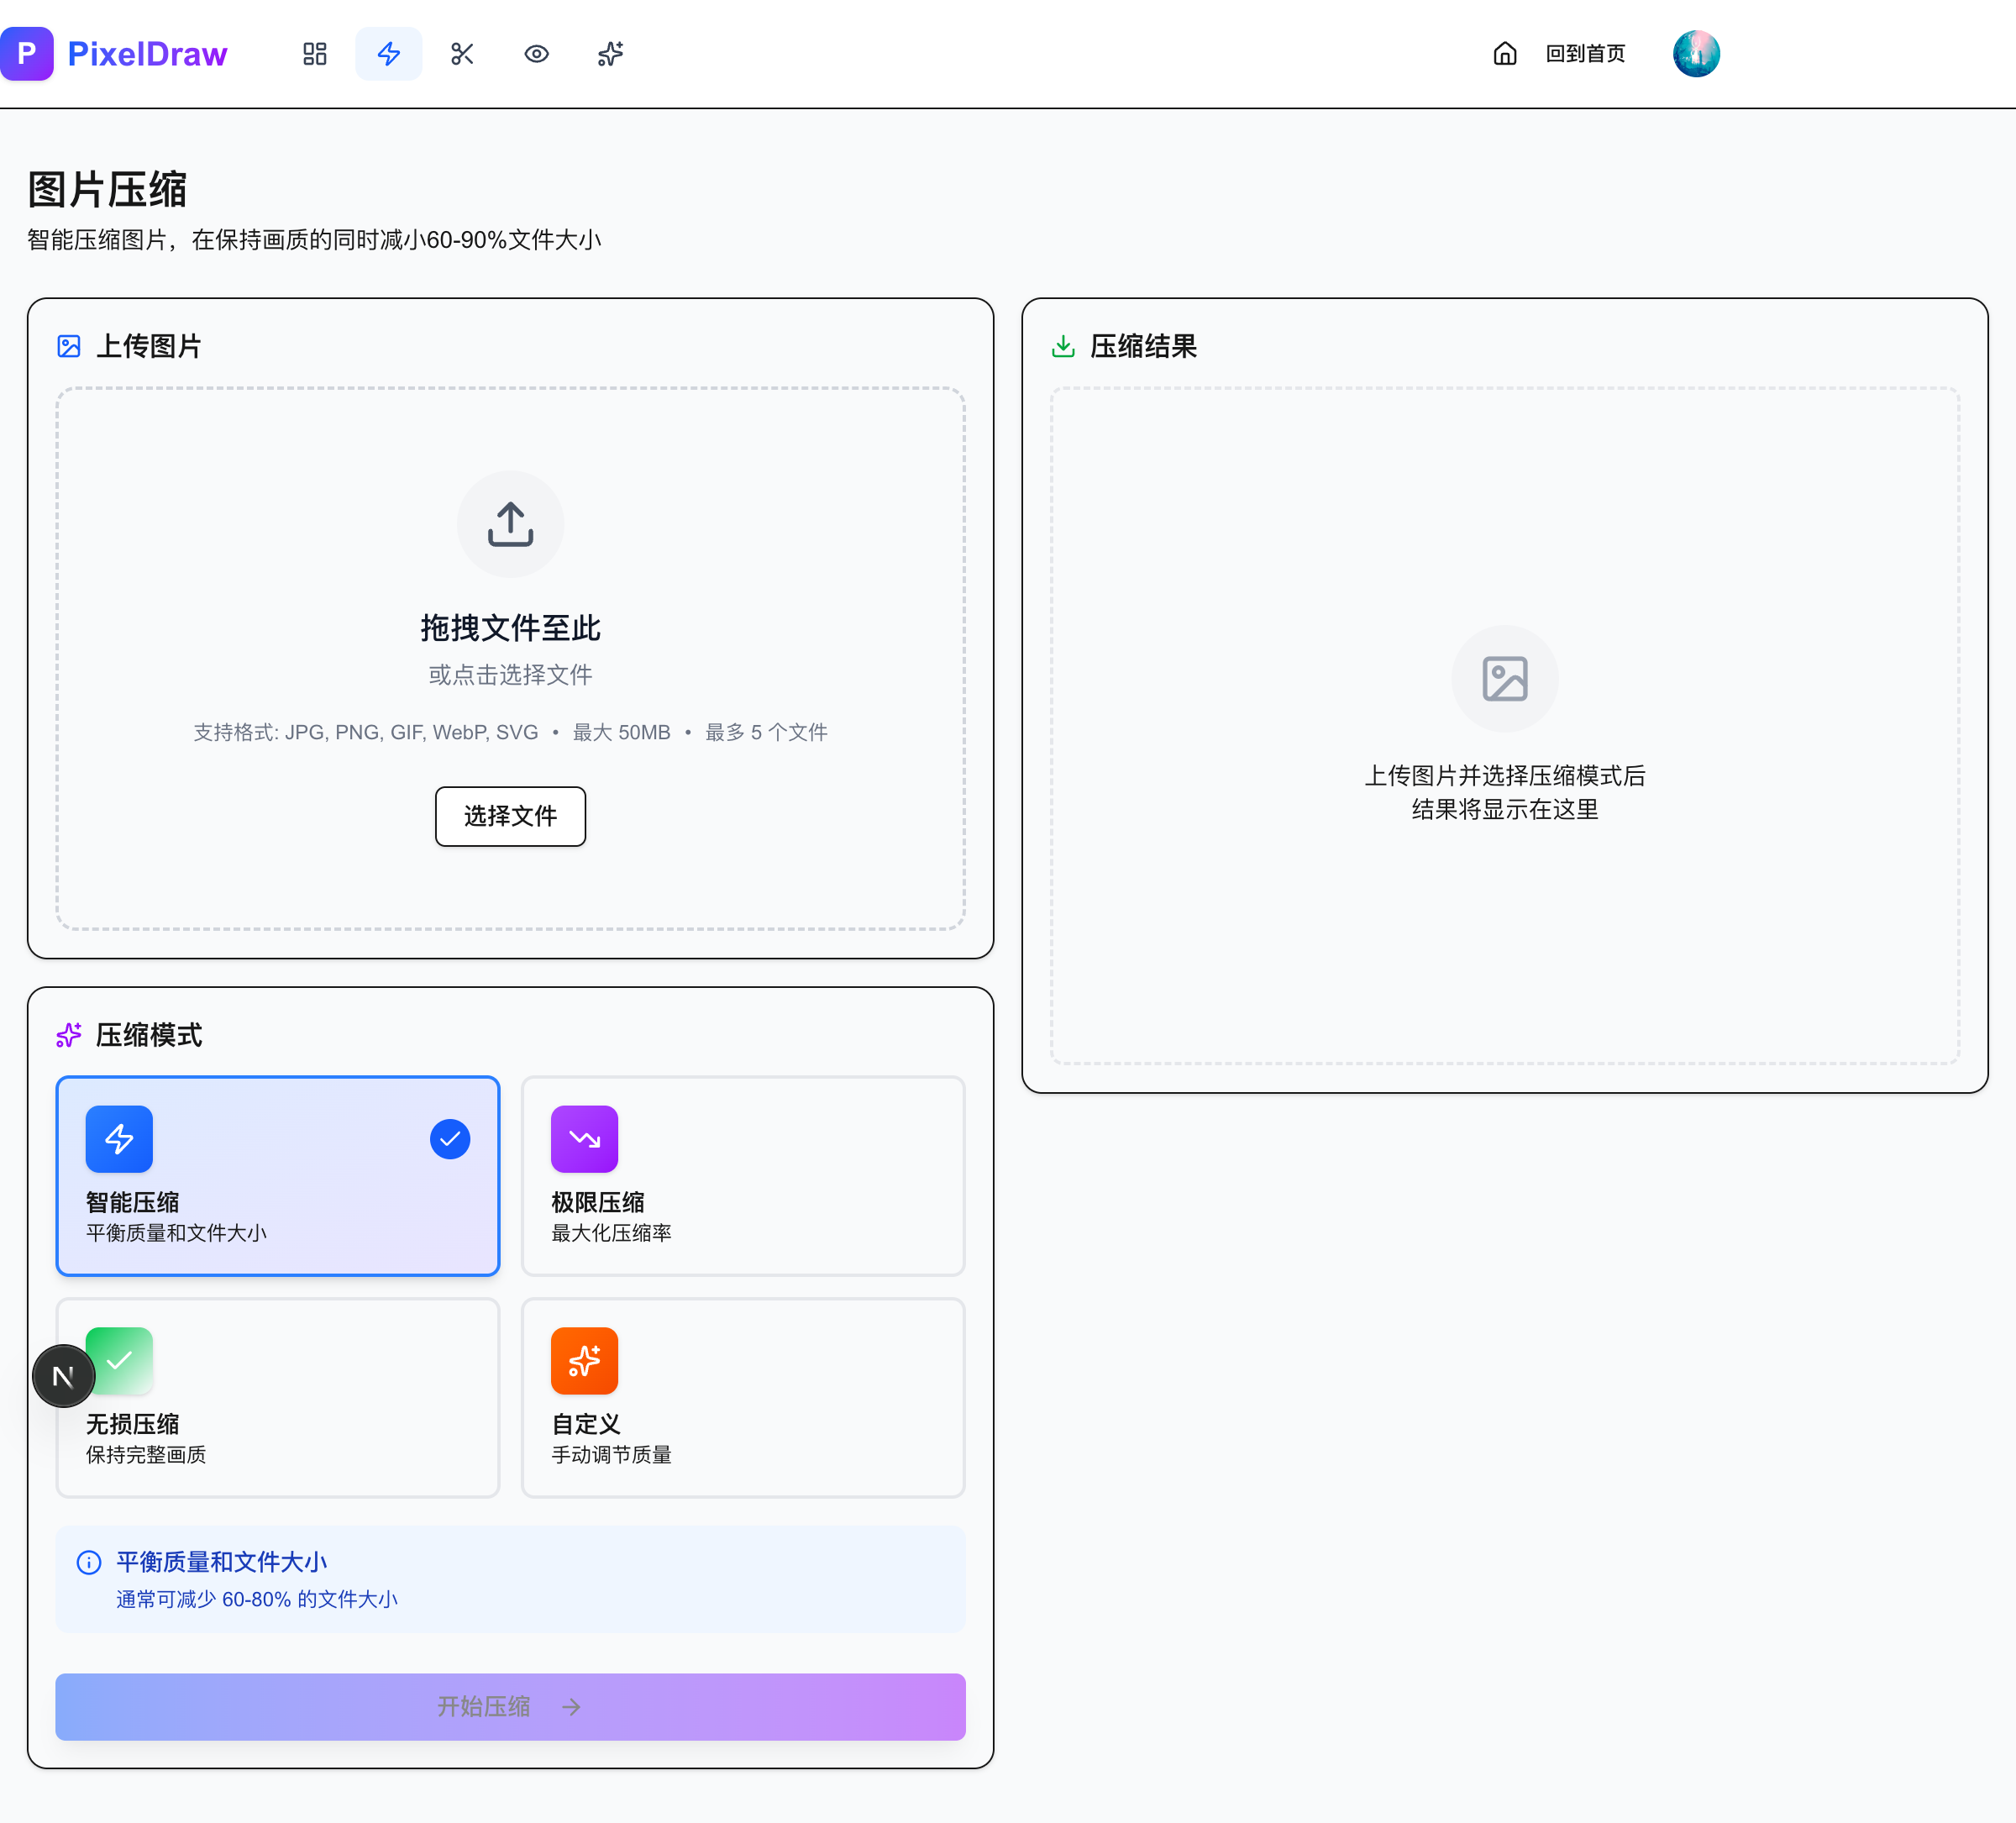 P PixelDraw
回到首页
图片压缩
智能压缩图片，在保持画质的同时减小60-90%文件大小
上传图片
拖拽文件至此
或点击选择文件
支持格式: JPG, PNG, GIF, WebP, SVG • 最大 50MB • 最多 5 个文件
选择文件
压缩模式
智能压缩
平衡质量和文件大小
极限压缩
最大化压缩率
N
无损压缩
保持完整画质
自定义
手动调节质量
平衡质量和文件大小
通常可减少 60-80% 的文件大小
开始压缩
压缩结果
上传图片并选择压缩模式后
结果将显示在这里